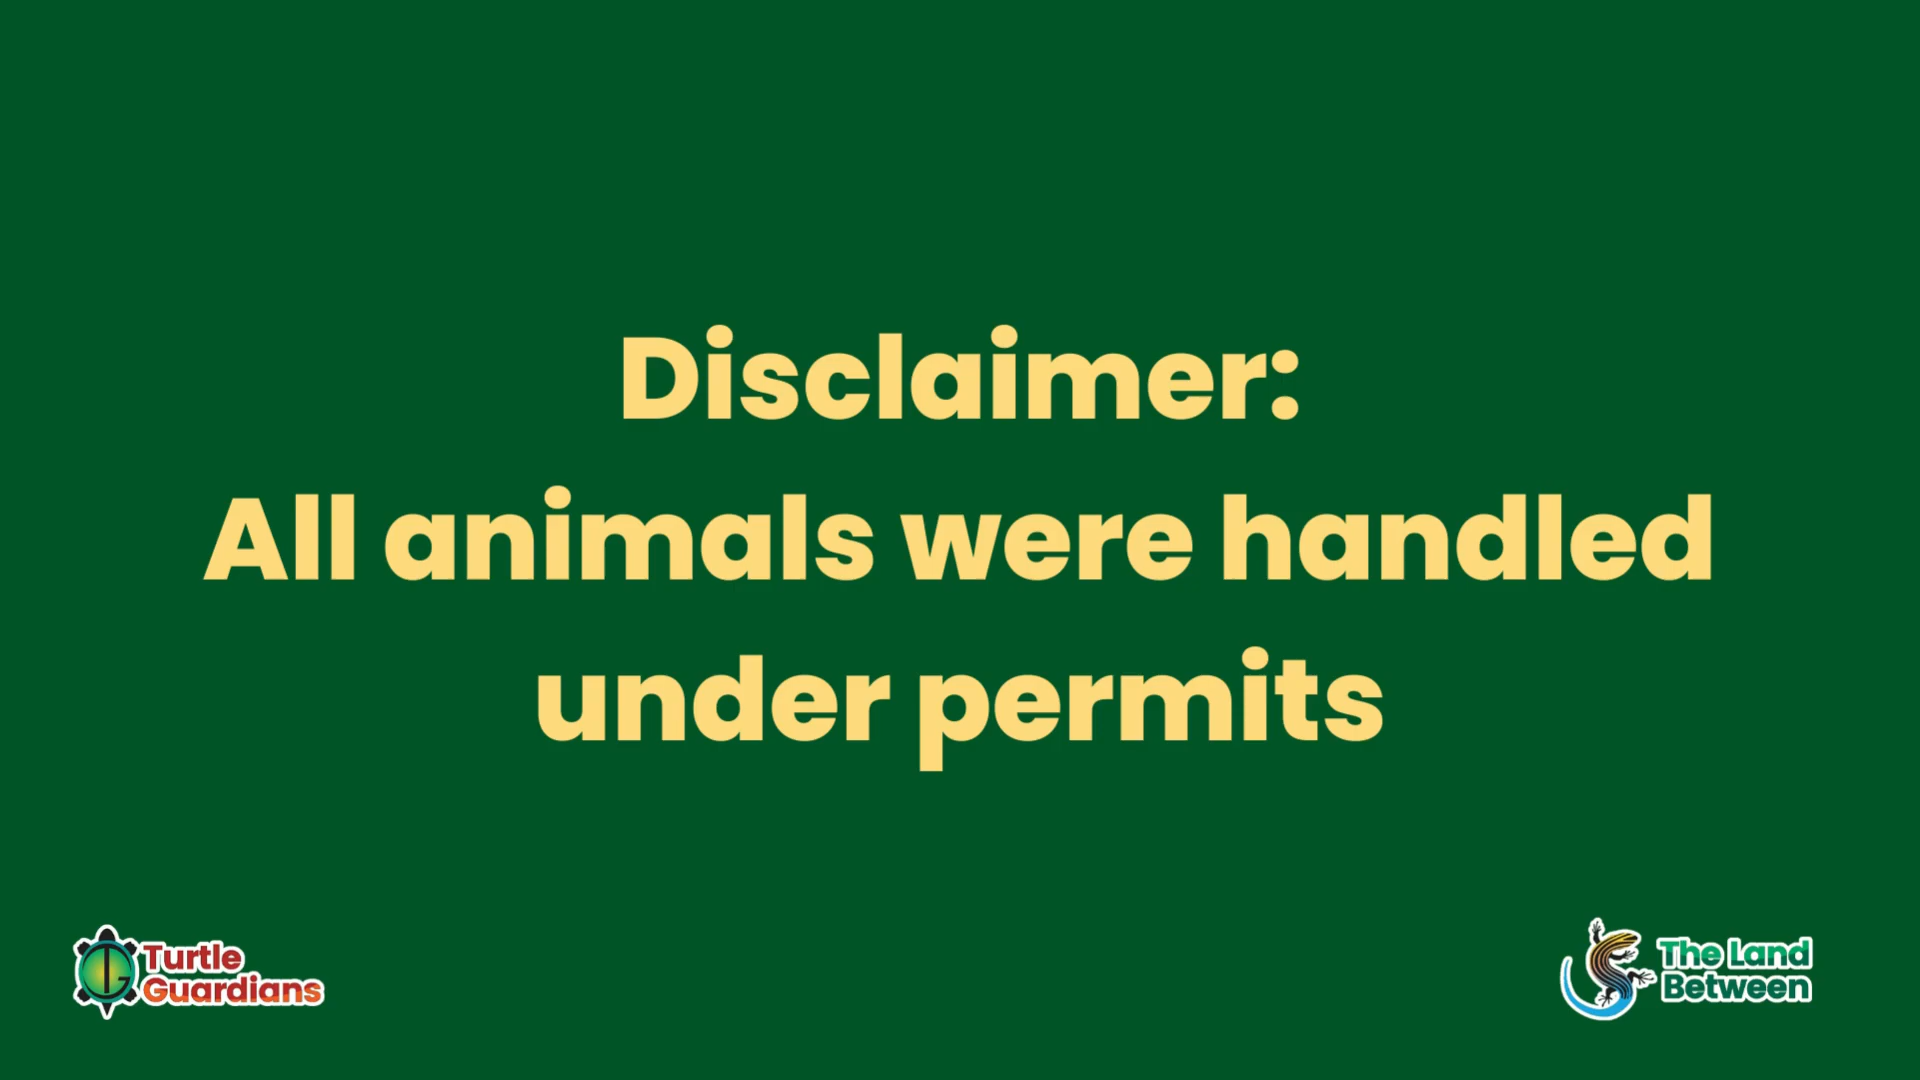 Disclaimer:
All animals were handled
under permits
Turtle
Guardians
The Land
Between